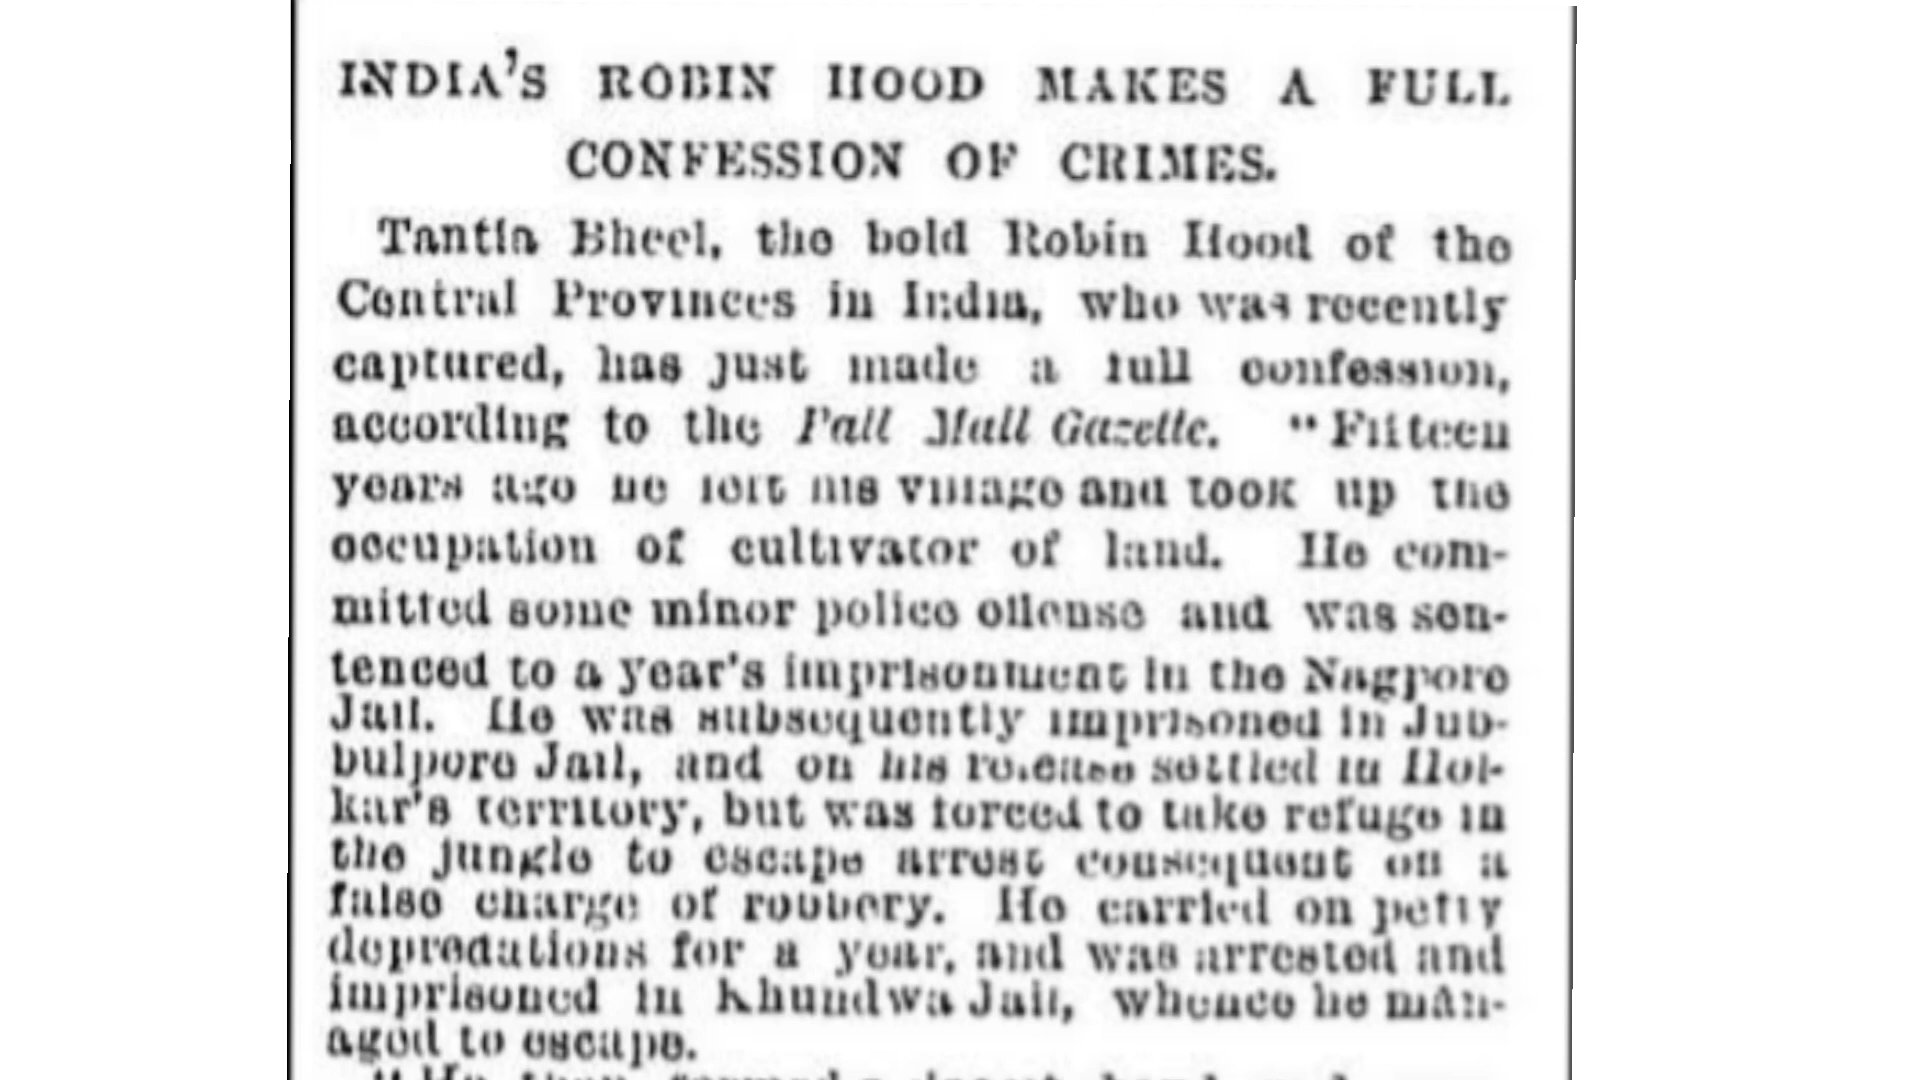 INDIA'S ROBIN HOOD MAKES A FULL
CONFESSION OF CRIMES.
Tantia Bheel, the bold Robin Hood of the
Central Provinces in India, who was recently
captured, has just made a full confession,
according to the Pall Mall Gazette. "Fifteen
years ago he left his village and took up the
occupation of cultivator of land. He com-
mitted some minor police offense and was sen-
tenced to a year's imprisonment in the Nagpore
Jail. He was subsequently imprisoned in Jub-
bulpore Jail, and on his release settled in Hol-
kar's territory, but was forced to take refuge in
the jungle to escape arrest consequent on a
false charge of robbery. He carried on petty
depredations for a year, and was arrested and
imprisoned in Khundwa Jail, whence he man-
aged to escape.
"He then formed a